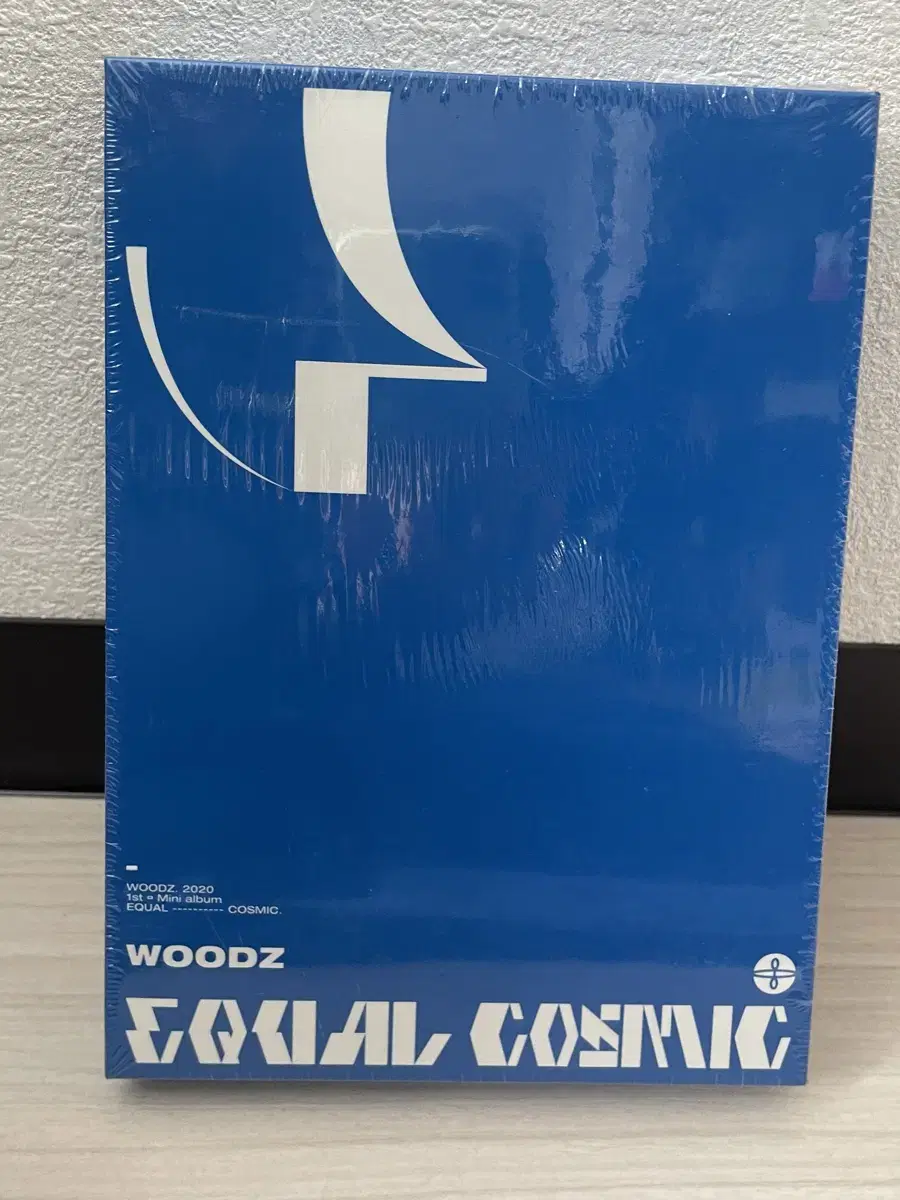 WOODZ. 2020
1st ¤ Mini album
EQUAL ---------- COSMIC.
WOODZ
EQUAL COSMIC